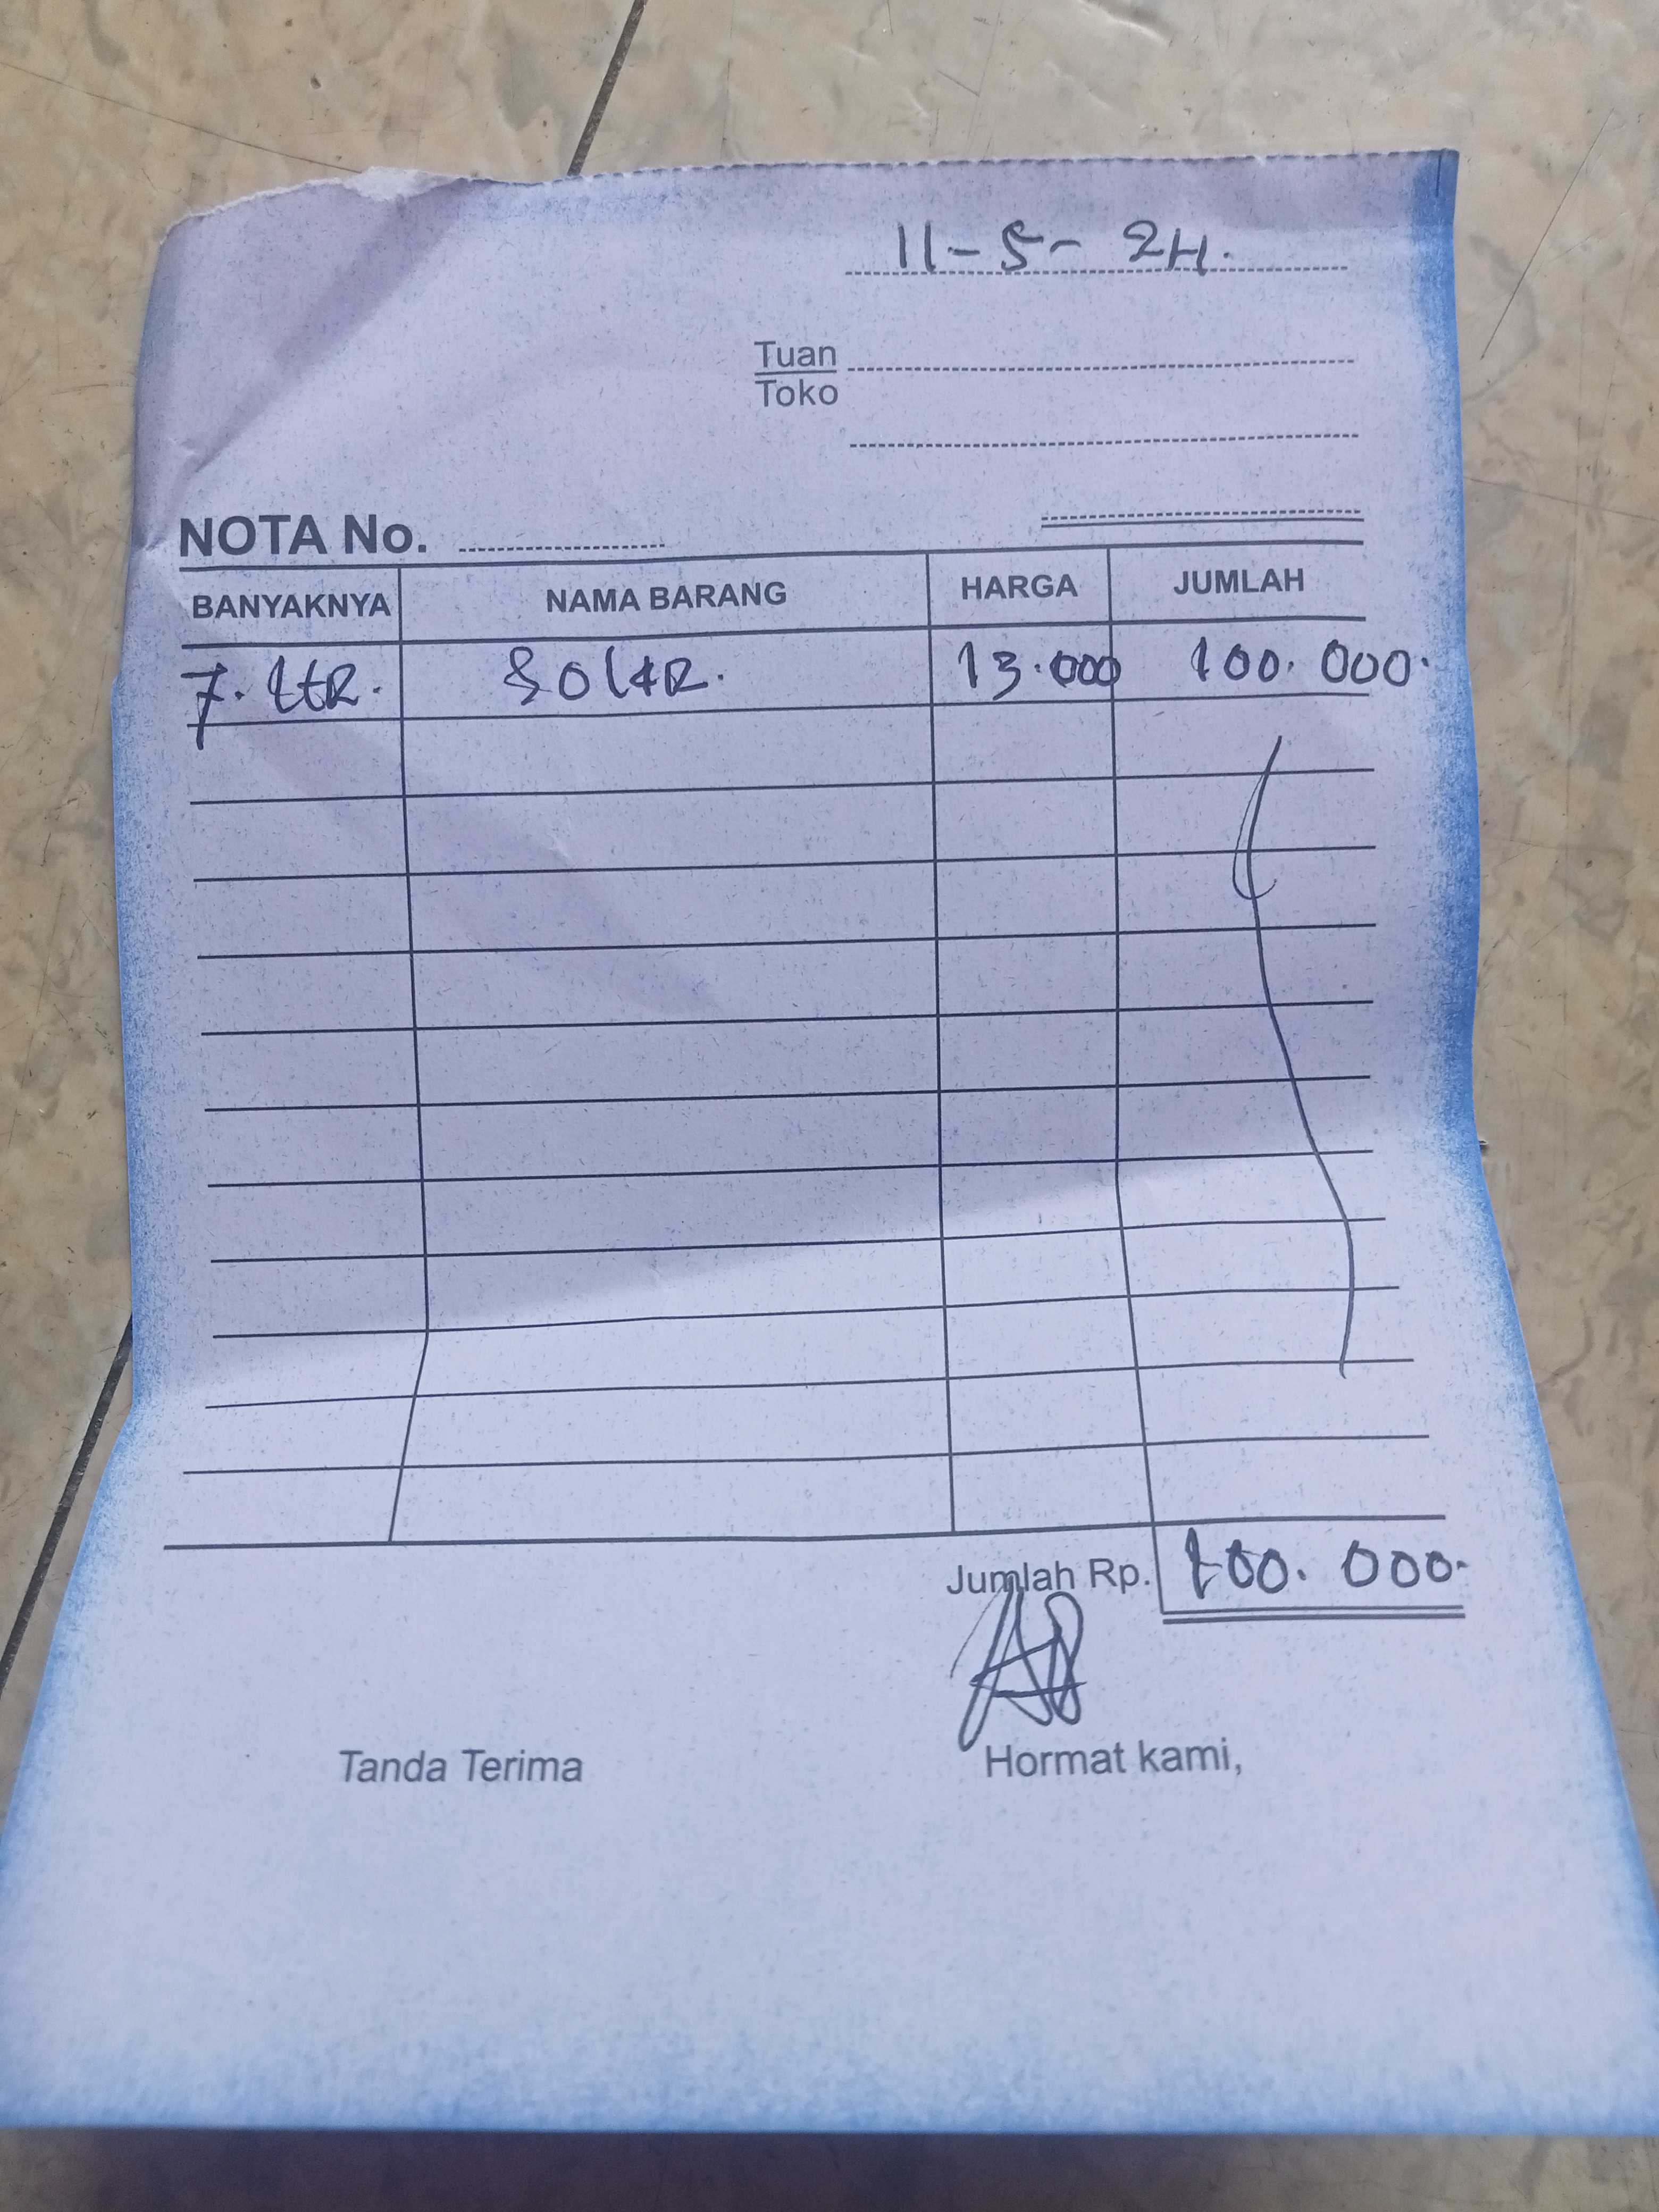 11-5-24.
Tuan
Toko
NOTA No.
BANYAKNYA NAMA BARANG HARGA JUMLAH
7. LtR. SOLAR. 13.000 100.000.
Jumlah Rp. 100.000.
Tanda Terima Hormat kami,